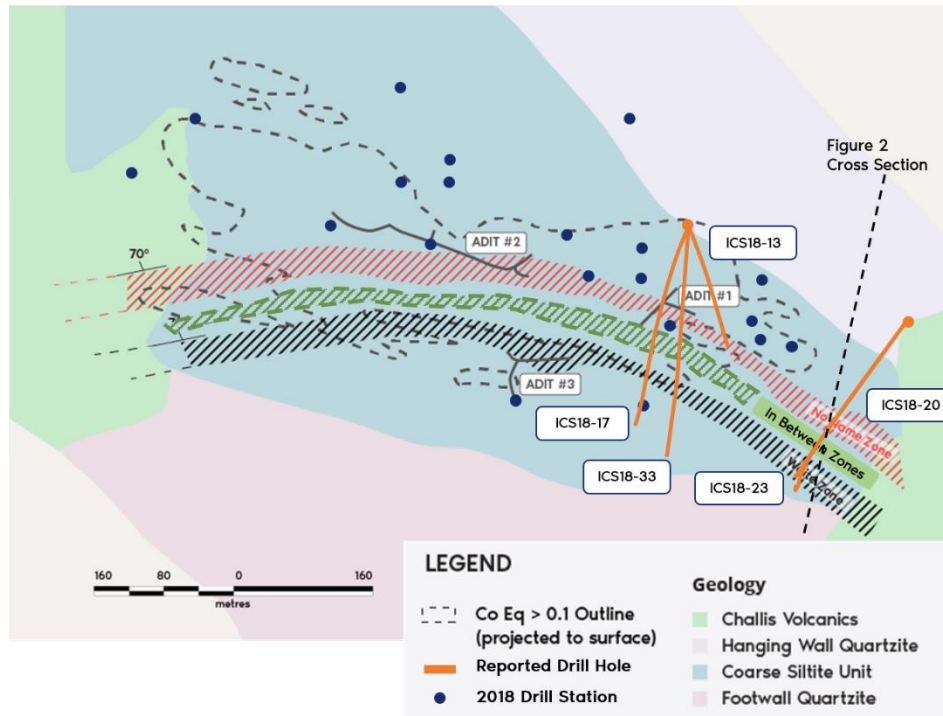 Figure 2
Cross Section
ICS18-13
ADIT #2
70°
ADIT #1
ICS18-20
No Name Zone
In Between Zones
ADIT #3
ICS18-17
ICS18-33
ICS18-23
Waite Zone
160 80 0 160
metres
LEGEND
Co Eq > 0.1 Outline
(projected to surface)
Reported Drill Hole
2018 Drill Station
Geology
Challis Volcanics
Hanging Wall Quartzite
Coarse Siltite Unit
Footwall Quartzite